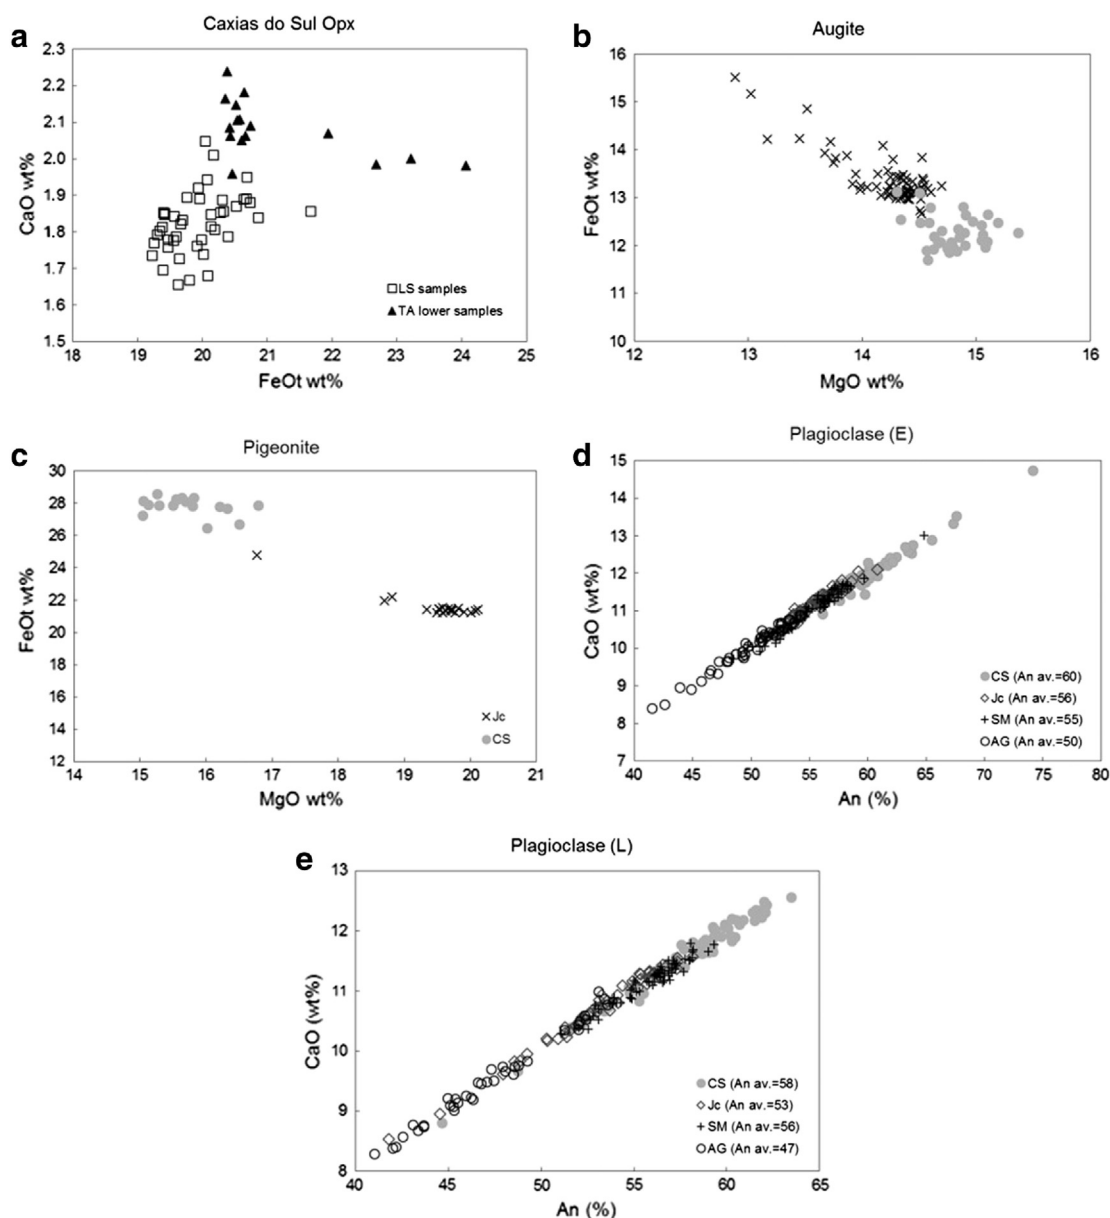 a
Caxias do Sul Opx
2.3
2.2
2.1
2.0
1.9
1.8
1.7
1.6
1.5
CaO wt%
LS samples
TA lower samples
18 19 20 21 22 23 24 25
FeOt wt%
b
Augite
16
15
14
13
12
11
10
FeOt wt%
12 13 14 15 16
MgO wt%
c
Pigeonite
30
28
26
24
22
20
18
16
14
12
FeOt wt%
Jc
CS
14 15 16 17 18 19 20 21
MgO wt%
d
Plagioclase (E)
15
14
13
12
11
10
9
8
7
CaO (wt%)
CS (An av.=60)
Jc (An av.=56)
SM (An av.=55)
AG (An av.=50)
40 45 50 55 60 65 70 75 80
An (%)
e
Plagioclase (L)
13
12
11
10
9
8
CaO (wt%)
CS (An av.=58)
Jc (An av.=53)
SM (An av.=56)
AG (An av.=47)
40 45 50 55 60 65
An (%)